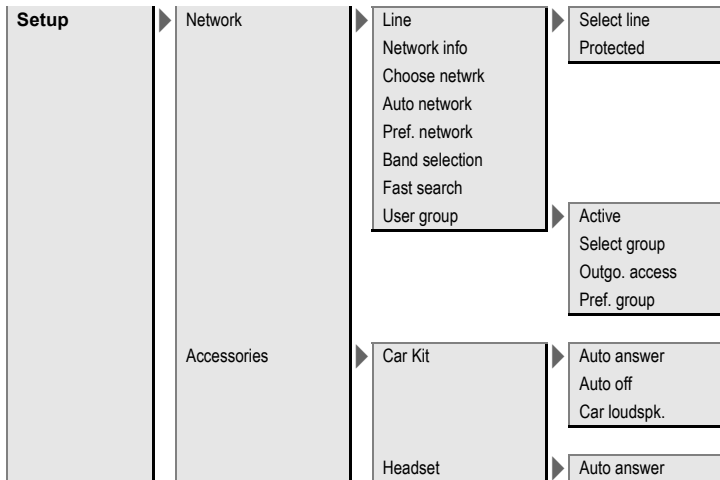 Setup Network Line Select line
Network info Protected
Choose netwrk
Auto network
Pref. network
Band selection
Fast search
User group Active
Select group
Outgo. access
Pref. group
Accessories Car Kit Auto answer
Auto off
Car loudspk.
Headset Auto answer